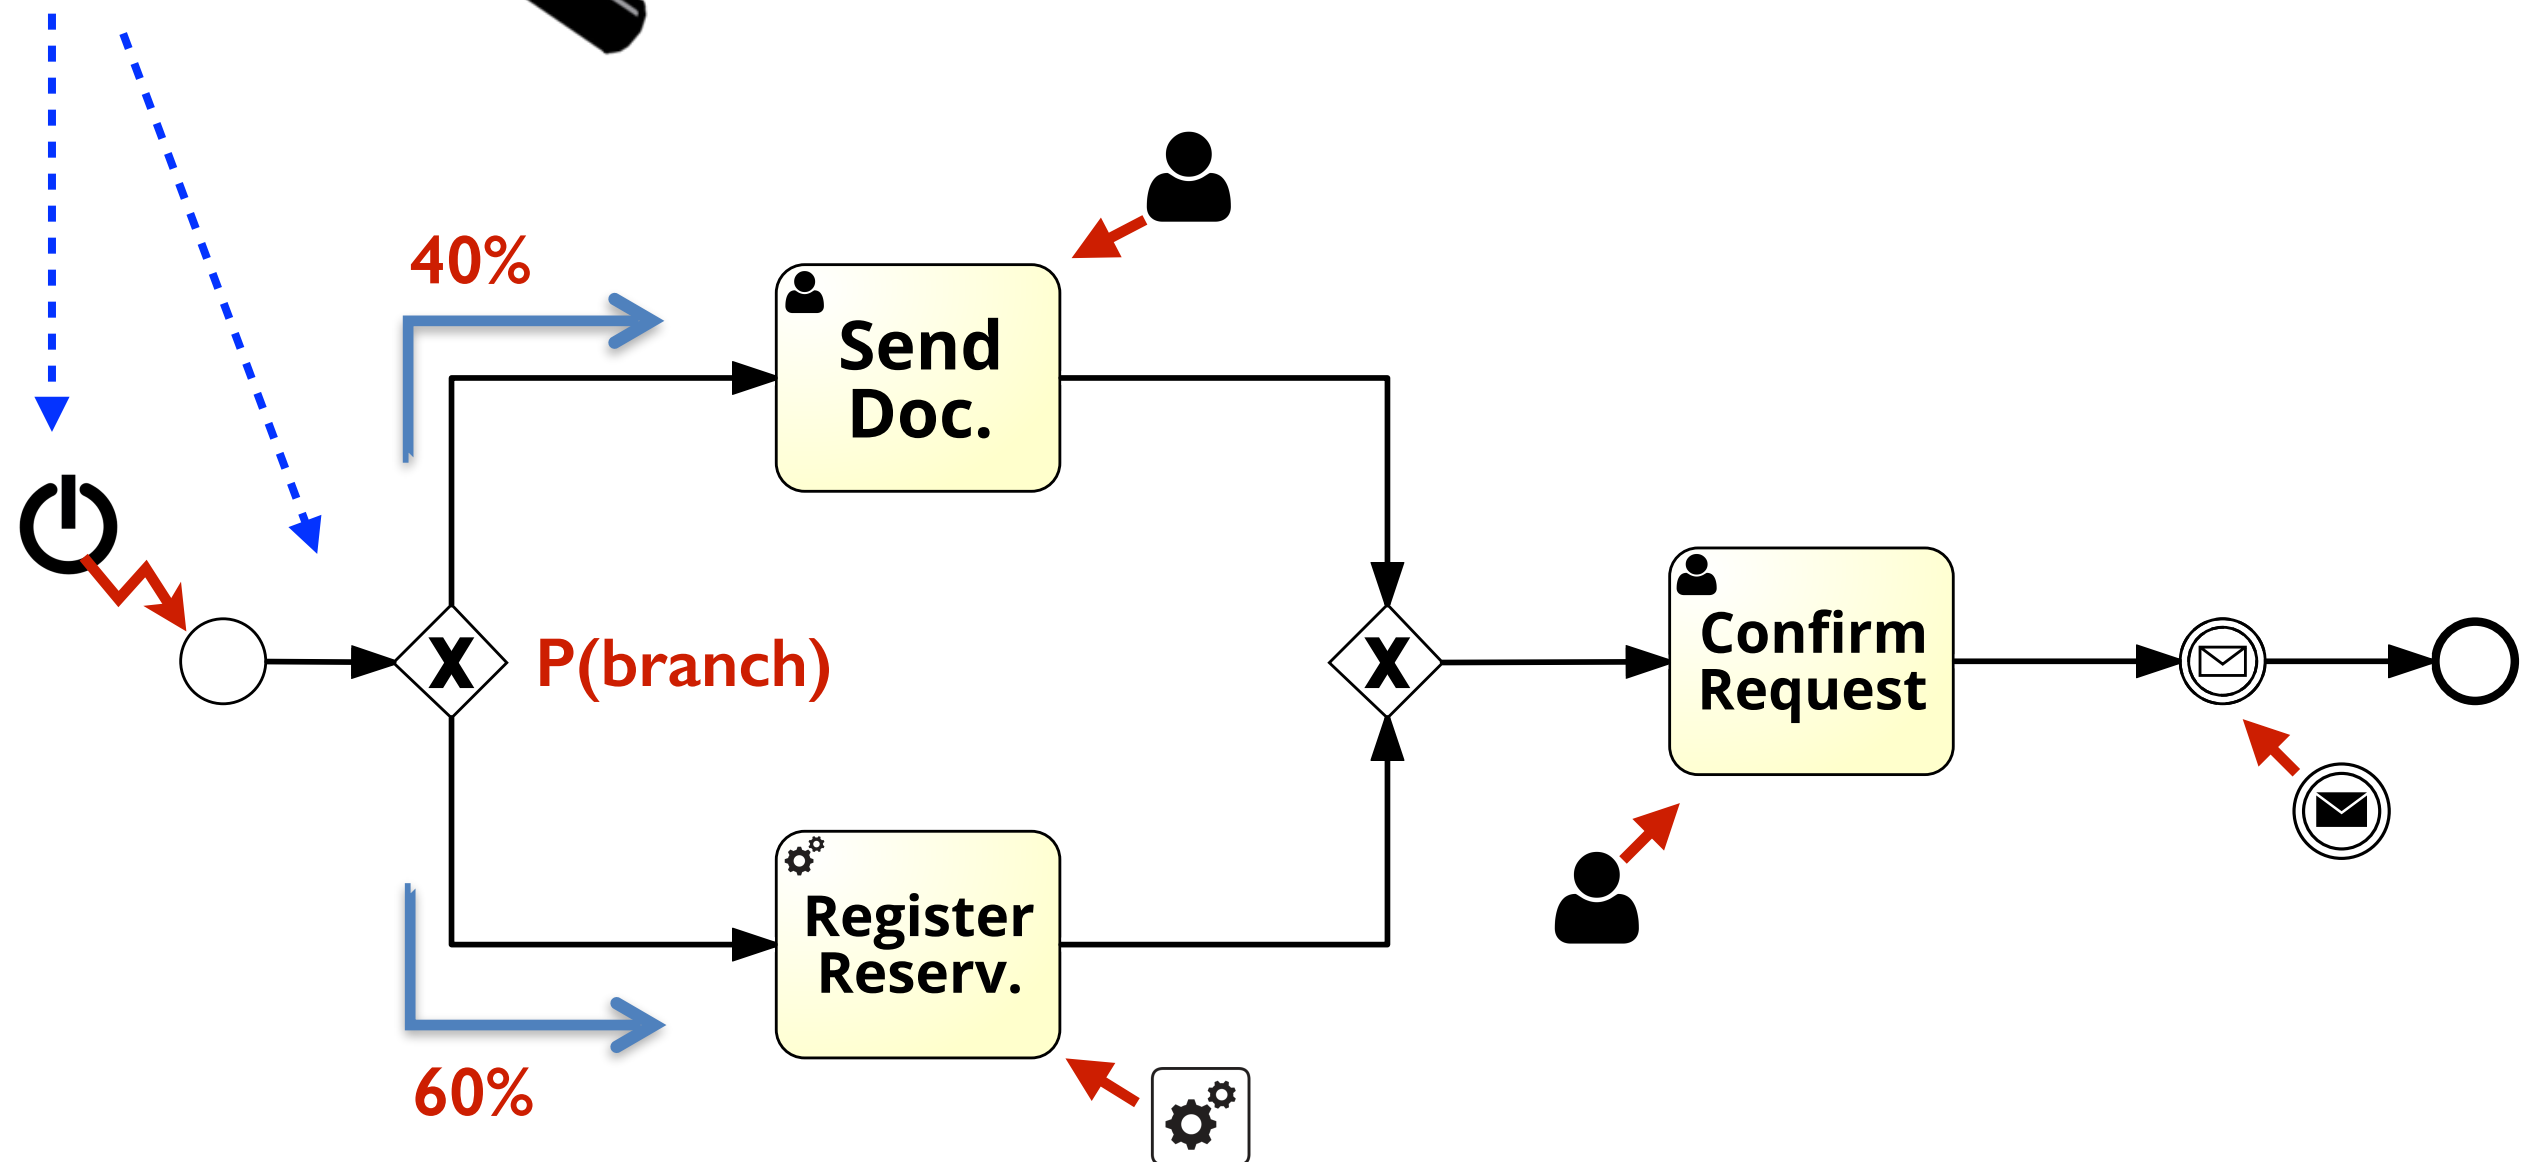 40%
Send
Doc.
X
P(branch)
X
Confirm
Request
Register
Reserv.
60%